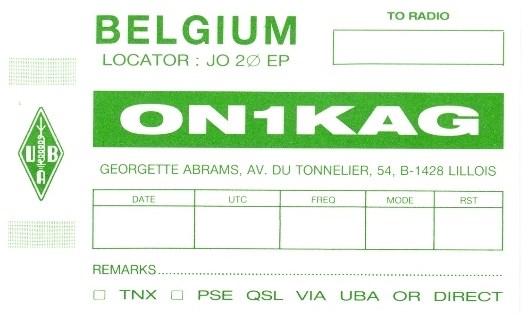 BELGIUM
TO RADIO
LOCATOR : JO 2Ø EP
ON1KAG
UBA
GEORGETTE ABRAMS, AV. DU TONNELIER, 54, B-1428 LILLOIS
DATE UTC FREQ MODE RST
REMARKS................................................................
□ TNX □ PSE QSL VIA UBA OR DIRECT